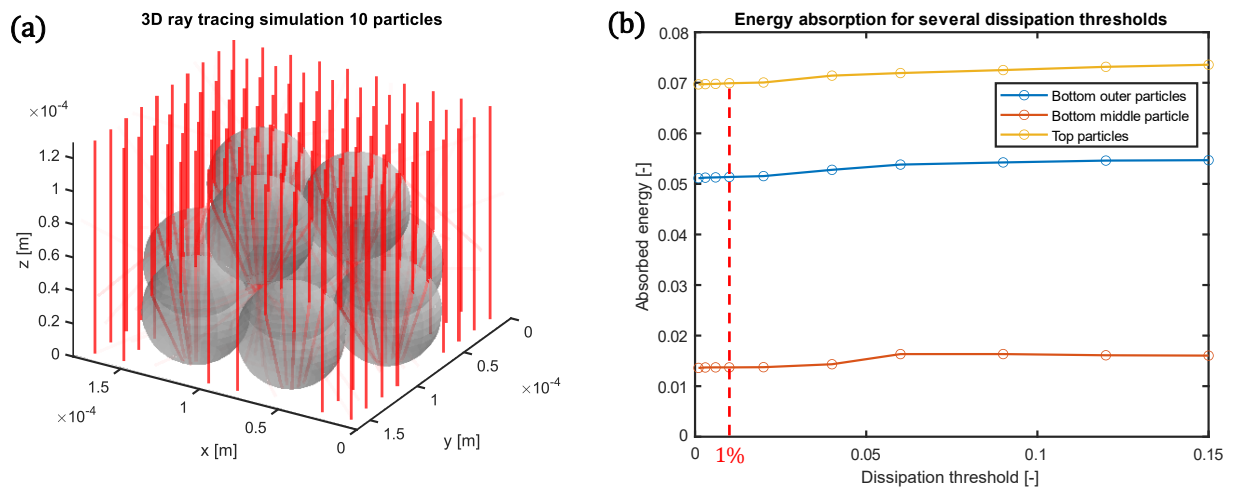 (a)
3D ray tracing simulation 10 particles
×10⁻⁴
1.2
1
0.8
0.6
0.4
0.2
0
z [m]
1.5
1
0.5
0
×10⁻⁴
x [m]
0
0.5
1
1.5
×10⁻⁴
y [m]
(b)
Energy absorption for several dissipation thresholds
0.08
0.07
0.06
0.05
0.04
0.03
0.02
0.01
0
Absorbed energy [-]
Bottom outer particles
Bottom middle particle
Top particles
0
1%
0.05
0.1
0.15
Dissipation threshold [-]